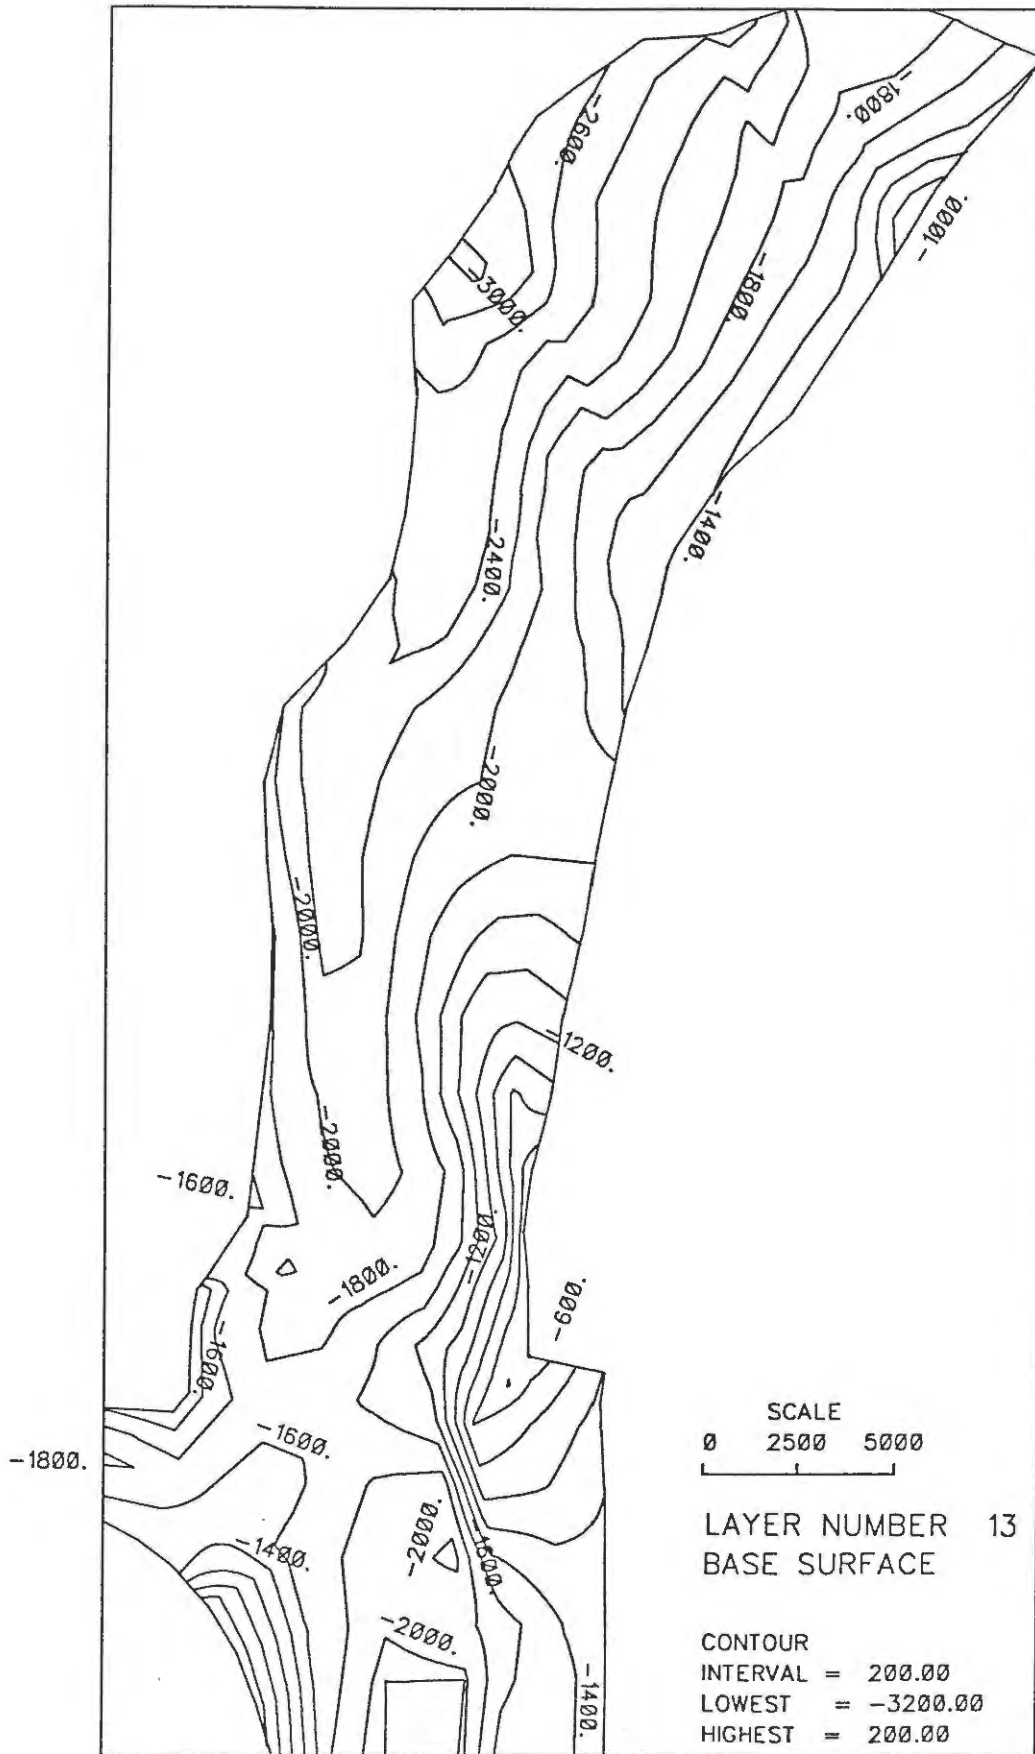 -2600.
-1800.
-1000.
-3000.
-1800.
-1400.
-2400.
-2000.
-2000.
-1200.
-2000.
-1600.
-1200.
-1800.
-600.
-1600.
SCALE
0 2500 5000
-1600.
-1800.
LAYER NUMBER 13
BASE SURFACE
-1400.
-2000.
-1600.
-2000.
-1400.
CONTOUR
INTERVAL = 200.00
LOWEST = -3200.00
HIGHEST = 200.00